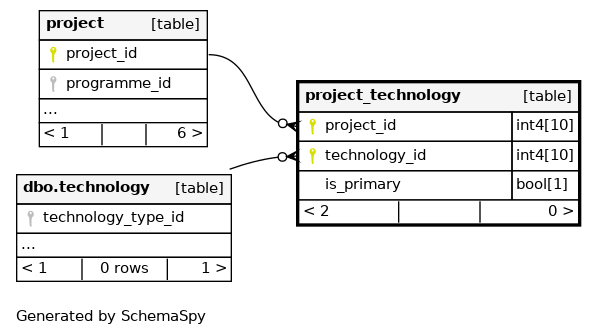 project [table]
project_id
programme_id
...
< 1 6 >
project_technology [table]
project_id int4[10]
technology_id int4[10]
is_primary bool[1]
< 2 0 >
dbo.technology [table]
technology_type_id
...
< 1 0 rows 1 >
Generated by SchemaSpy